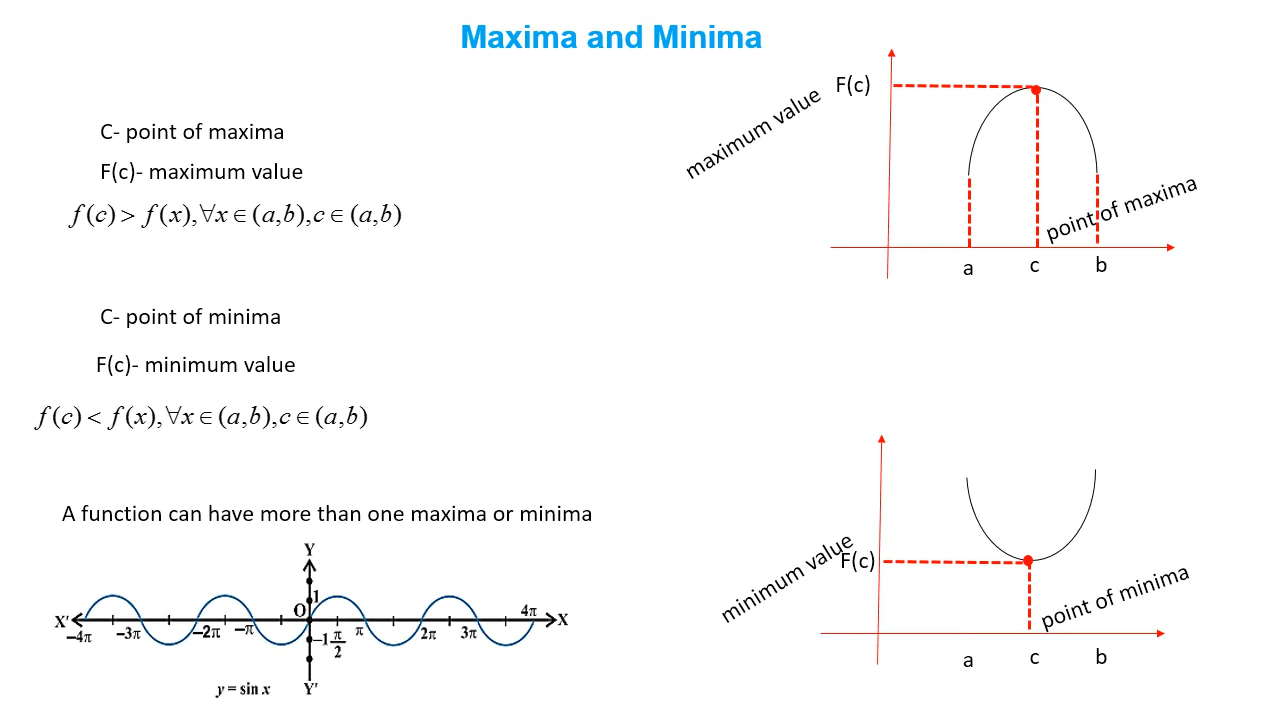 Maxima and Minima
C- point of maxima
F(c)- maximum value
f(c) > f(x), ∀x ∈ (a,b), c ∈ (a,b)
maximum value
F(c)
point of maxima
a c b
C- point of minima
F(c)- minimum value
f(c) < f(x), ∀x ∈ (a,b), c ∈ (a,b)
A function can have more than one maxima or minima
Y
1
O
X′ X
−4π −3π −2π −π π/2 π 2π 3π 4π
−1
y = sin x
Y′
minimum value
F(c)
point of minima
a c b